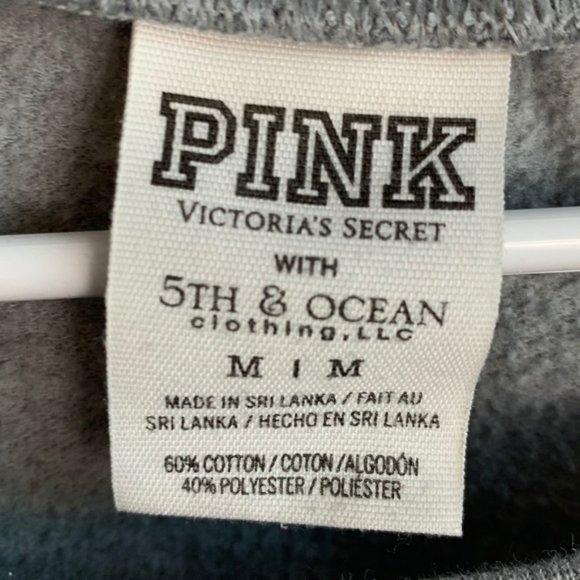 PINK
VICTORIA'S SECRET
WITH
5TH & OCEAN
clothing, LLC
M | M
MADE IN SRI LANKA / FAIT AU
SRI LANKA / HECHO EN SRI LANKA
60% COTTON / COTON / ALGODÓN
40% POLYESTER / POLIÉSTER